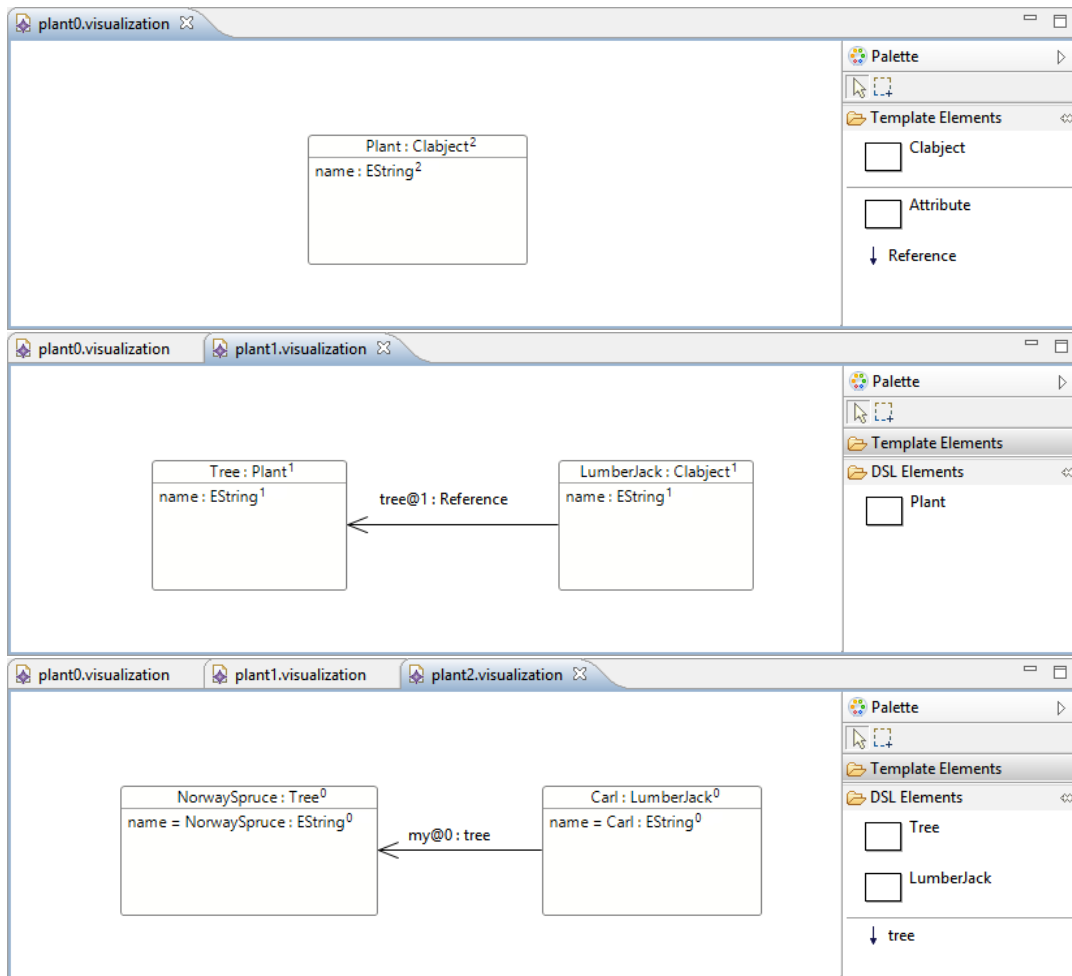 plant0.visualization
Palette
Template Elements
Clabject
Attribute
Reference
Plant : Clabject²
name : EString²
plant0.visualization
plant1.visualization
Palette
Template Elements
DSL Elements
Plant
Tree : Plant¹
name : EString¹
tree@1 : Reference
LumberJack : Clabject¹
name : EString¹
plant0.visualization
plant1.visualization
plant2.visualization
Palette
Template Elements
DSL Elements
Tree
LumberJack
tree
NorwaySpruce : Tree⁰
name = NorwaySpruce : EString⁰
my@0 : tree
Carl : LumberJack⁰
name = Carl : EString⁰